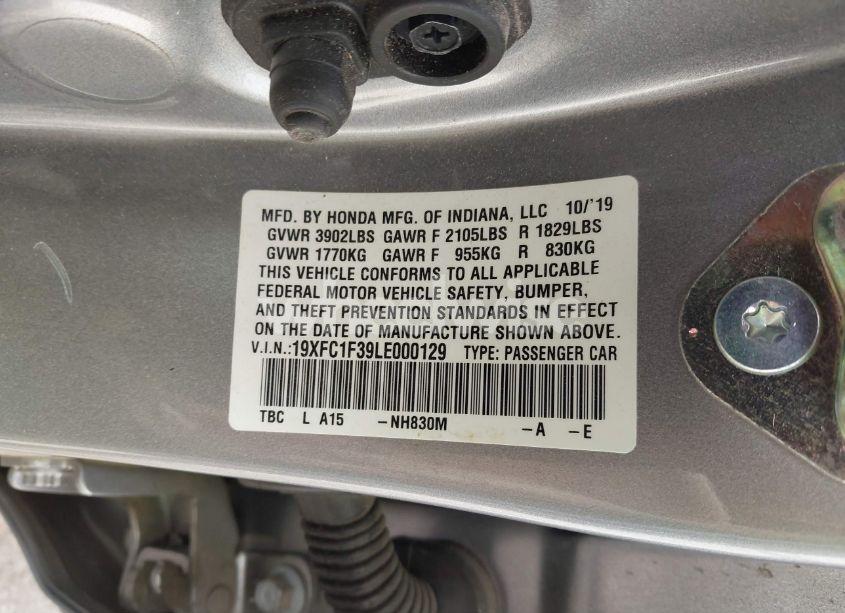 MFD. BY HONDA MFG. OF INDIANA, LLC 10/'19
GVWR 3902LBS GAWR F 2105LBS R 1829LBS
GVWR 1770KG GAWR F 955KG R 830KG
THIS VEHICLE CONFORMS TO ALL APPLICABLE
FEDERAL MOTOR VEHICLE SAFETY, BUMPER,
AND THEFT PREVENTION STANDARDS IN EFFECT
ON THE DATE OF MANUFACTURE SHOWN ABOVE.
V.I.N.:19XFC1F39LE000129 TYPE: PASSENGER CAR
TBC L A15 -NH830M -A -E